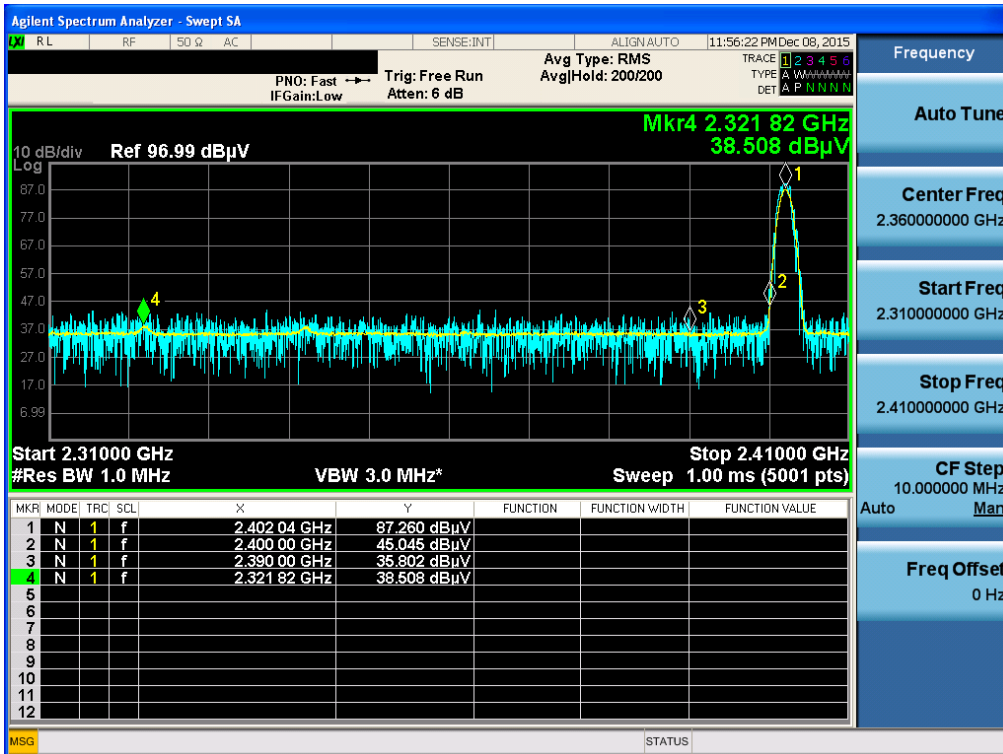 Agilent Spectrum Analyzer - Swept SA
LXI RL RF 50 Ω AC SENSE:INT ALIGN AUTO 11:56:22 PM Dec 08, 2015
PNO: Fast
IFGain:Low
Trig: Free Run
Atten: 6 dB
Avg Type: RMS
Avg|Hold: 200/200
TRACE 1 2 3 4 5 6
TYPE A WWWWWW
DET A P N N N N
Mkr4 2.321 82 GHz
38.508 dBµV
10 dB/div Ref 96.99 dBµV
Log
87.0
77.0
67.0
57.0
47.0
37.0
27.0
17.0
6.99
1
2
3
4
Start 2.31000 GHz Stop 2.41000 GHz
#Res BW 1.0 MHz VBW 3.0 MHz* Sweep 1.00 ms (5001 pts)
MKR MODE TRC SCL X Y FUNCTION FUNCTION WIDTH FUNCTION VALUE
1 N 1 f 2.402 04 GHz 87.260 dBµV
2 N 1 f 2.400 00 GHz 45.045 dBµV
3 N 1 f 2.390 00 GHz 35.802 dBµV
4 N 1 f 2.321 82 GHz 38.508 dBµV
5
6
7
8
9
10
11
12
MSG STATUS
Frequency
Auto Tune
Center Freq
2.360000000 GHz
Start Freq
2.310000000 GHz
Stop Freq
2.410000000 GHz
CF Step
10.000000 MHz
Auto Man
Freq Offset
0 Hz